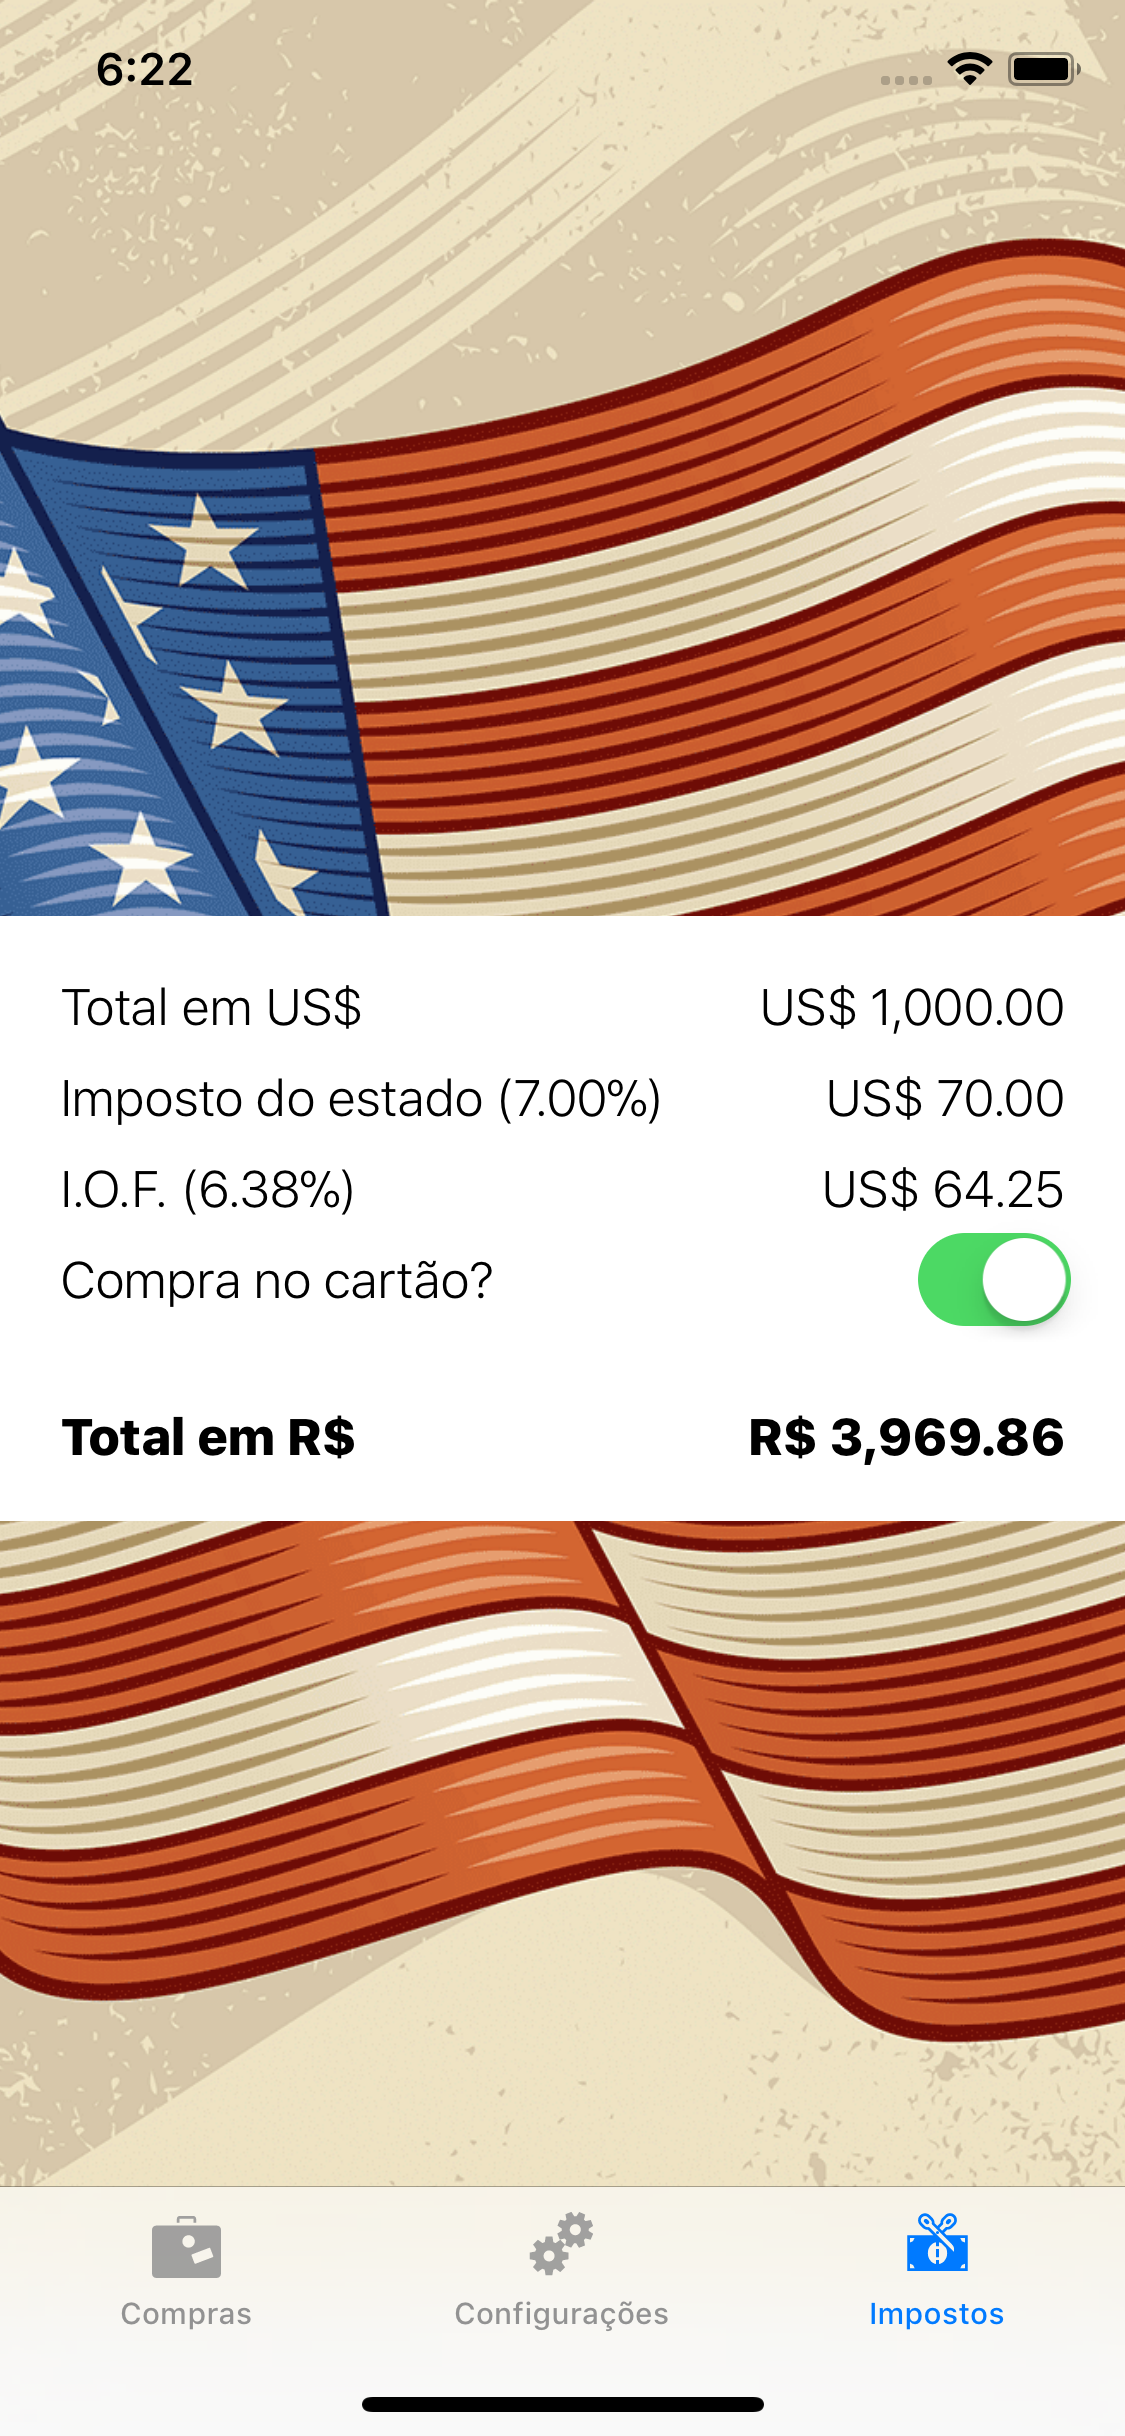 6:22
Total em US$ US$ 1,000.00
Imposto do estado (7.00%) US$ 70.00
I.O.F. (6.38%) US$ 64.25
Compra no cartão?
Total em R$ R$ 3,969.86
Compras Configurações Impostos